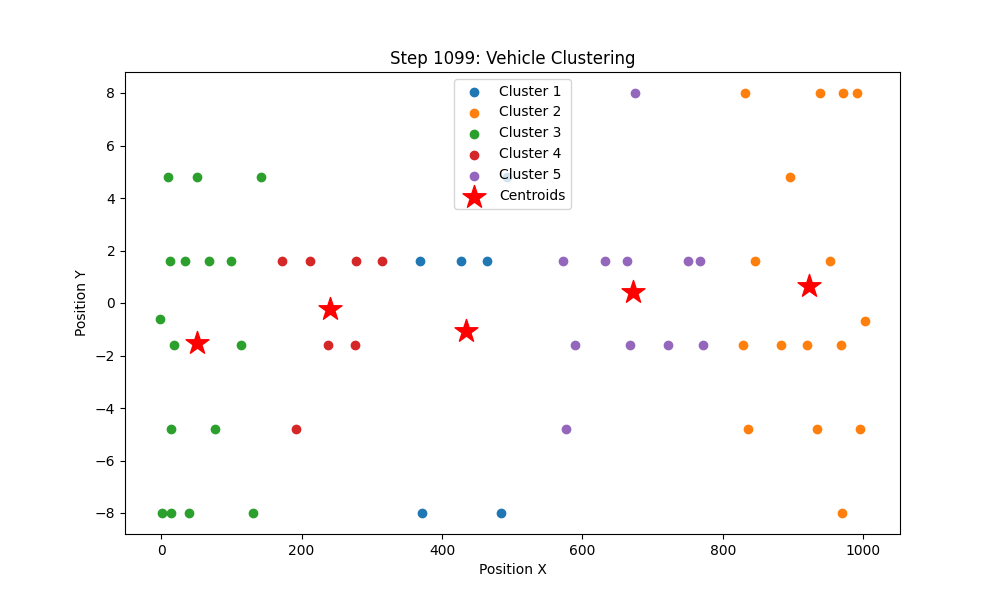 Step 1099: Vehicle Clustering
Cluster 1
Cluster 2
Cluster 3
Cluster 4
Cluster 5
Centroids
Position Y
8
6
4
2
0
−2
−4
−6
−8
0 200 400 600 800 1000
Position X